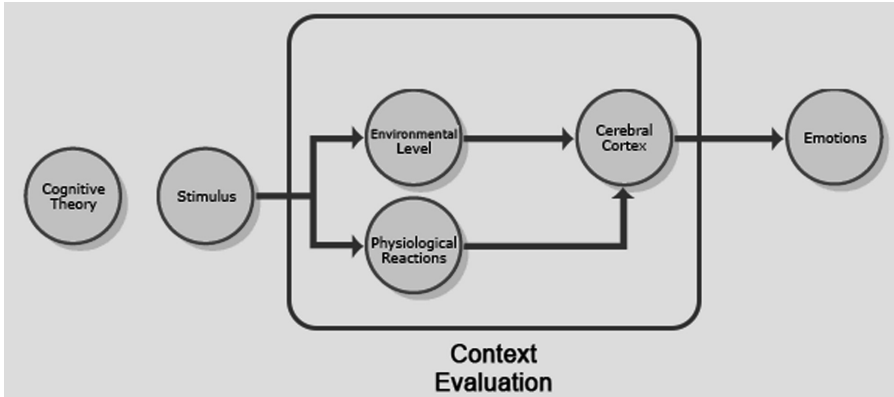 Cognitive
Theory
Stimulus
Environmental
Level
Physiological
Reactions
Cerebral
Cortex
Emotions
Context
Evaluation